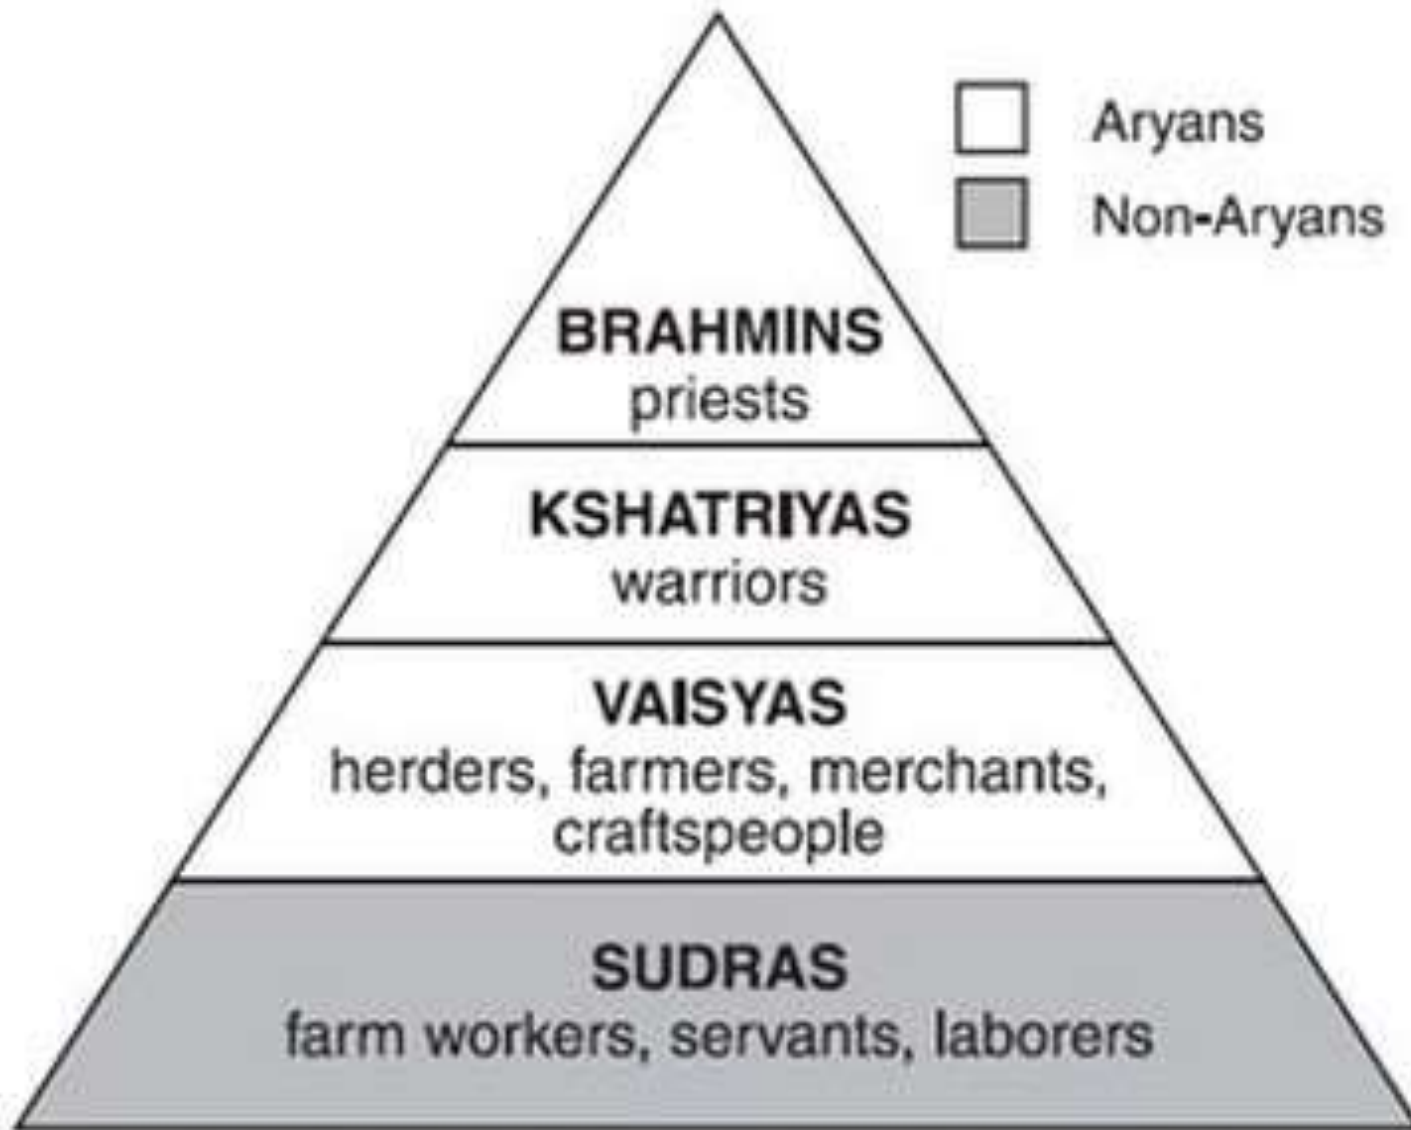 Aryans
Non-Aryans
BRAHMINS
priests
KSHATRIYAS
warriors
VAISYAS
herders, farmers, merchants,
craftspeople
SUDRAS
farm workers, servants, laborers